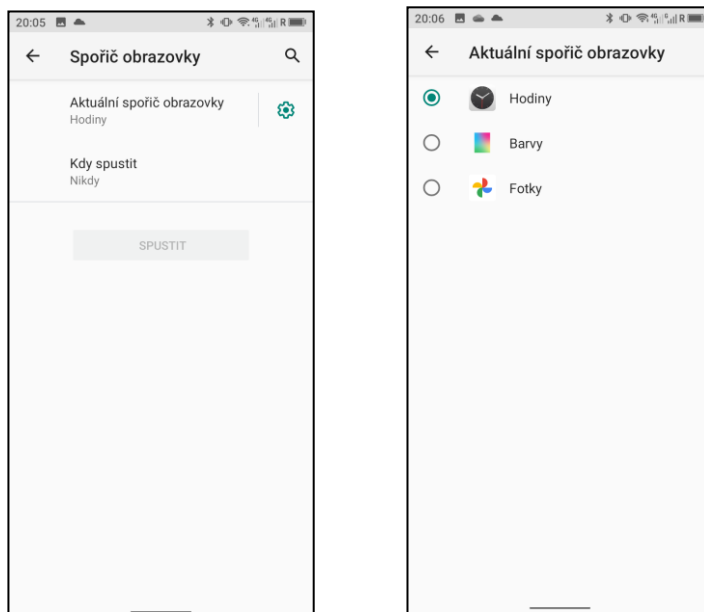 20:05
R
Spořič obrazovky
Aktuální spořič obrazovky
Hodiny
Kdy spustit
Nikdy
SPUSTIT
20:06
R
Aktuální spořič obrazovky
Hodiny
Barvy
Fotky